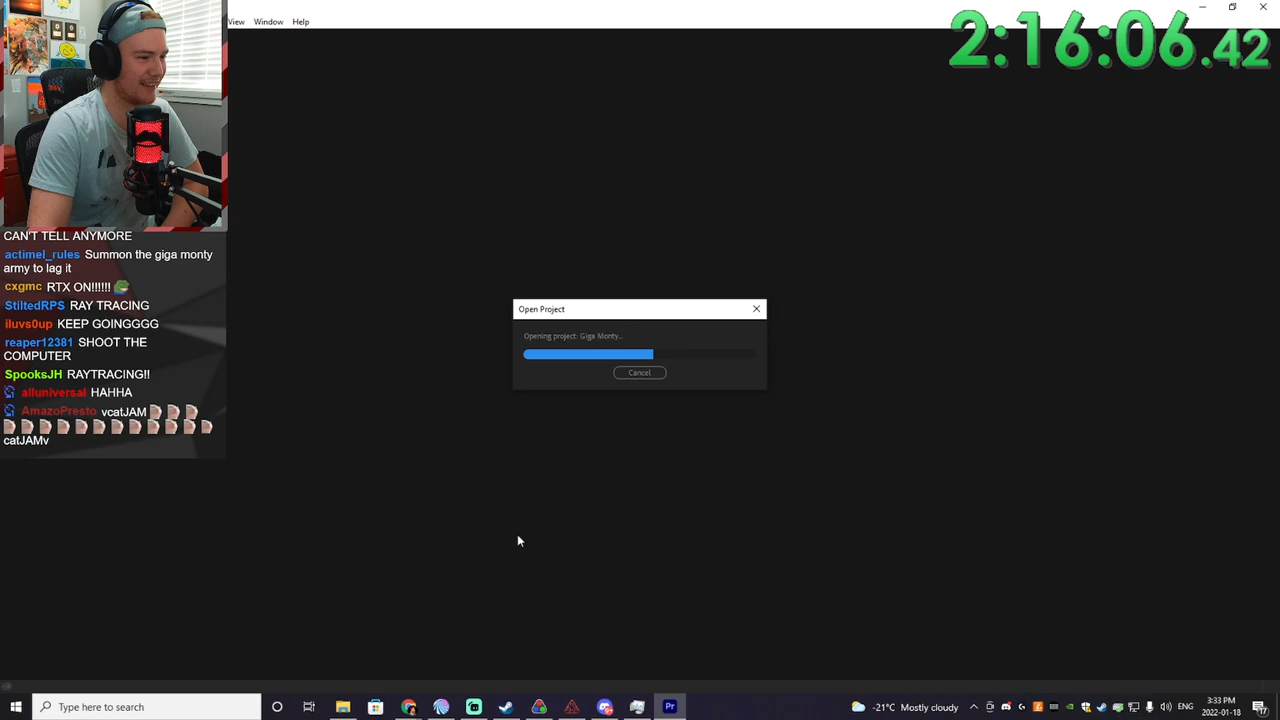 View Window Help
2:15:06.42
CAN'T TELL ANYMORE
actimel_rules Summon the giga monty
army to lag it
cxgmc RTX ON!!!!!!
StiltedRPS RAY TRACING
iluvs0up KEEP GOINGGGG
reaper12381 SHOOT THE
COMPUTER
SpooksJH RAYTRACING!!
alluniversal HAHHA
AmazoPresto vcatJAM
catJAMv
Open Project
Opening project: Giga Monty...
Cancel
Type here to search
Pr
-21°C Mostly cloudy
ENG
3:33 PM
2022-01-18